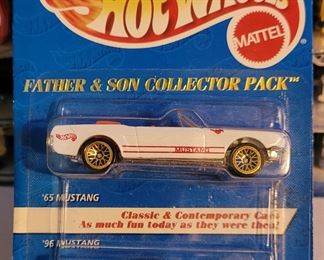 HOT WHEELS
MATTEL
FATHER & SON COLLECTOR PACK™
MUSTANG
'65 MUSTANG
Classic & Contemporary Cars
As much fun today as they were then!
'96 MUSTANG